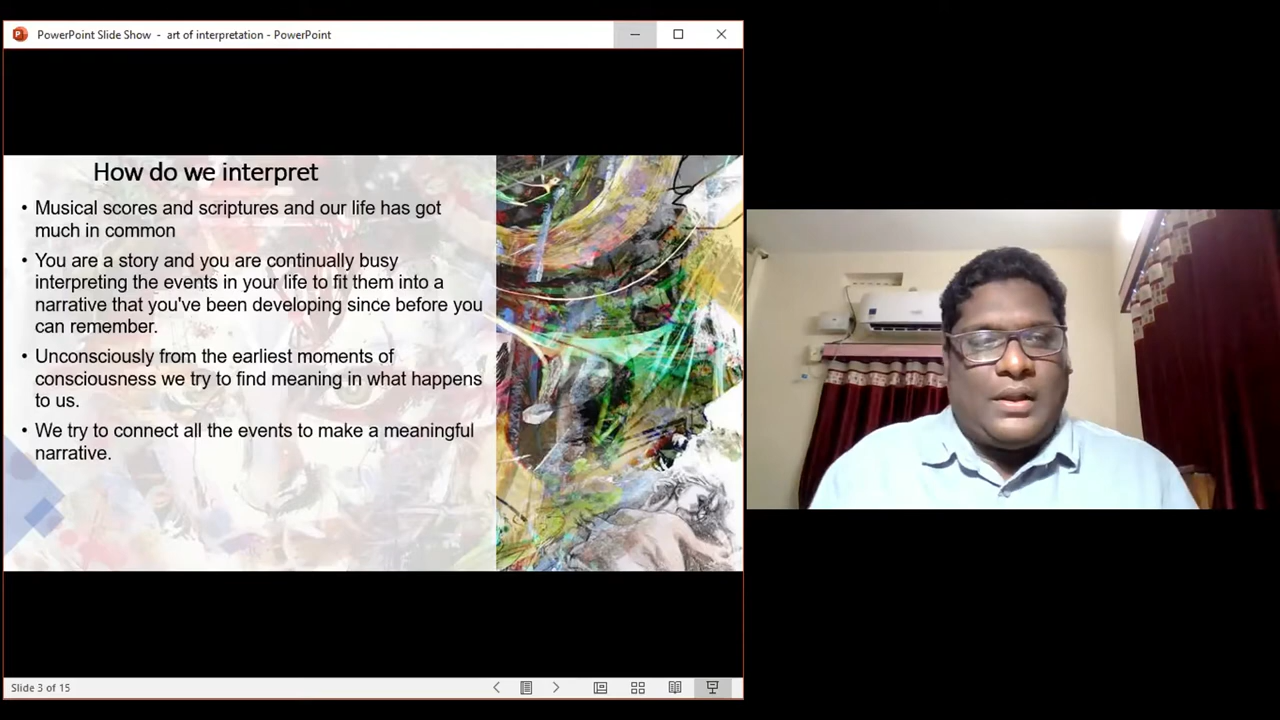 PowerPoint Slide Show - art of interpretation - PowerPoint
How do we interpret
• Musical scores and scriptures and our life has got
much in common
• You are a story and you are continually busy
interpreting the events in your life to fit them into a
narrative that you've been developing since before you
can remember.
• Unconsciously from the earliest moments of
consciousness we try to find meaning in what happens
to us.
• We try to connect all the events to make a meaningful
narrative.
Slide 3 of 15